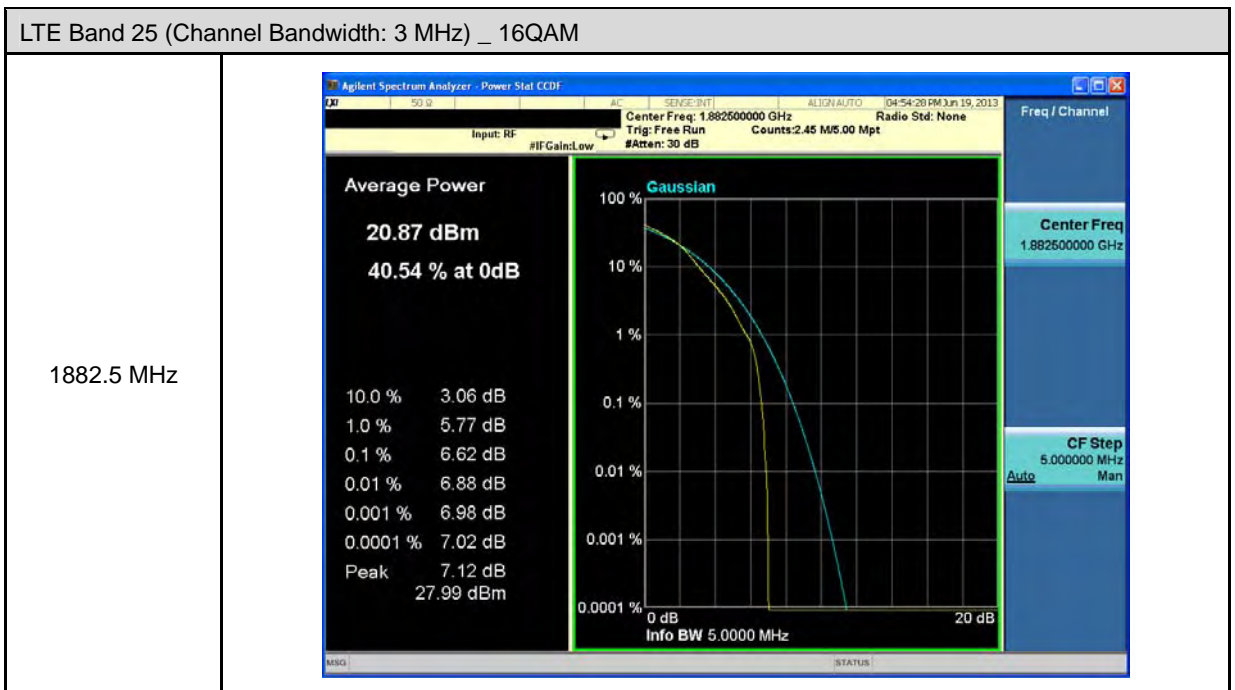 LTE Band 25 (Channel Bandwidth: 3 MHz) _ 16QAM
1882.5 MHz
Agilent Spectrum Analyzer - Power Stat CCDF
LXI 50 Ω AC SENSE:INT ALIGN AUTO 04:54:28 PM Jun 19, 2013
Center Freq: 1.882500000 GHz Radio Std: None
Input: RF Trig: Free Run Counts:2.45 M/5.00 Mpt
#IFGain:Low #Atten: 30 dB
Freq / Channel
Center Freq
1.882500000 GHz
CF Step
5.000000 MHz
Auto Man
Average Power
20.87 dBm
40.54 % at 0dB
10.0 % 3.06 dB
1.0 % 5.77 dB
0.1 % 6.62 dB
0.01 % 6.88 dB
0.001 % 6.98 dB
0.0001 % 7.02 dB
Peak 7.12 dB
27.99 dBm
Gaussian
100 %
10 %
1 %
0.1 %
0.01 %
0.001 %
0.0001 %
0 dB 20 dB
Info BW 5.0000 MHz
MSG STATUS